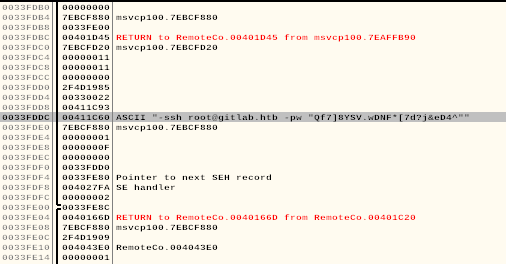 0033FDB0 00000000
0033FDB4 7EBCF880 msvcp100.7EBCF880
0033FDB8 0033FE00
0033FDBC 00401D45 RETURN to RemoteCo.00401D45 from msvcp100.7EAFFB90
0033FDC0 7EBCFD20 msvcp100.7EBCFD20
0033FDC4 00000011
0033FDC8 00000011
0033FDCC 00000000
0033FDD0 2F4D1985
0033FDD4 00330022
0033FDD8 00411C93
0033FDDC 00411C60 ASCII "-ssh root@gitlab.htb -pw "Qf7]8YSV.wDNF*[7d?j&eD4^""
0033FDE0 7EBCF880 msvcp100.7EBCF880
0033FDE4 00000001
0033FDE8 0000000F
0033FDEC 00000000
0033FDF0 0033FDD0
0033FDF4 0033FE80 Pointer to next SEH record
0033FDF8 004027FA SE handler
0033FDFC 00000002
0033FE00 0033FE8C
0033FE04 0040166D RETURN to RemoteCo.0040166D from RemoteCo.00401C20
0033FE08 7EBCF880 msvcp100.7EBCF880
0033FE0C 2F4D1909
0033FE10 004043E0 RemoteCo.004043E0
0033FE14 00000001